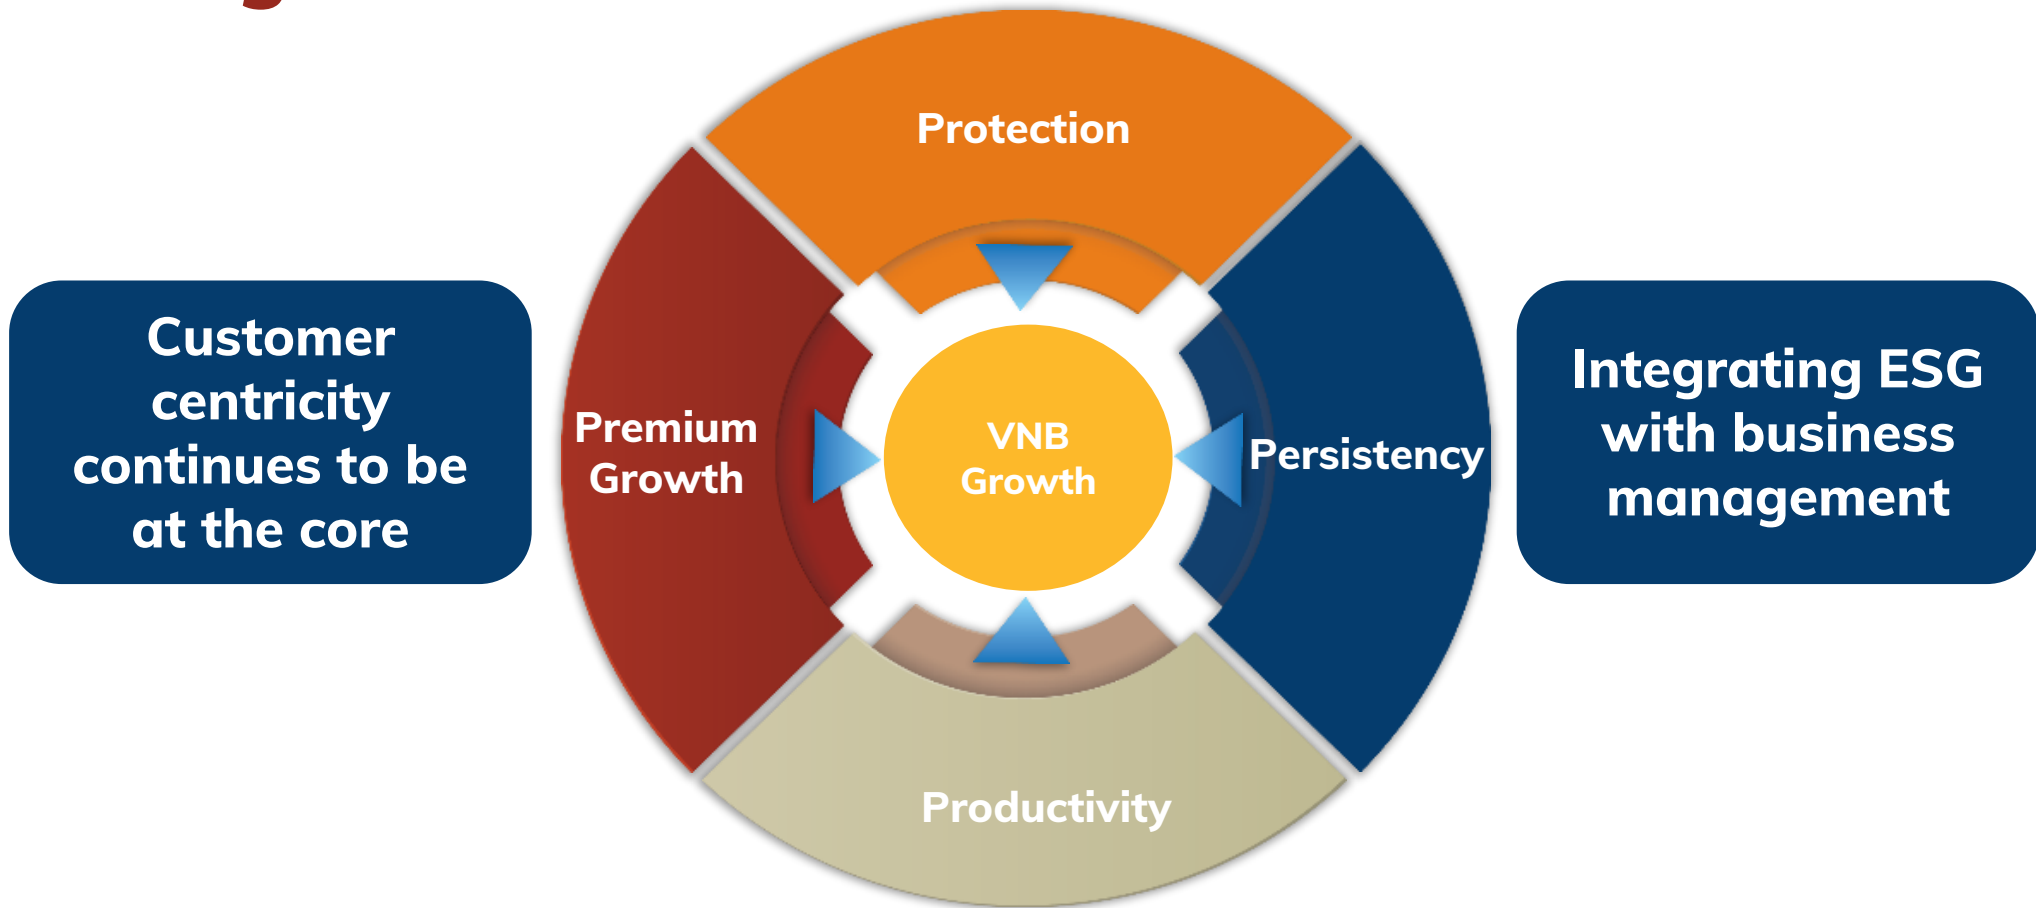 Protection
Customer
centricity
continues to be
at the core
Premium
Growth
VNB
Growth
Persistency
Integrating ESG
with business
management
Productivity